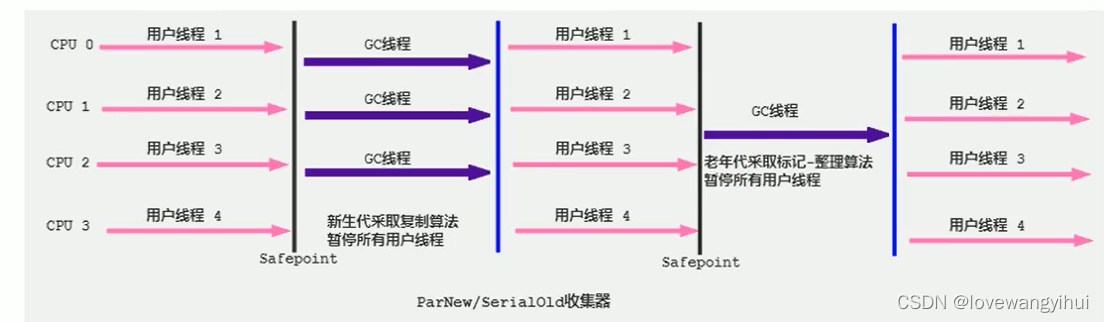 CPU 0 用户线程 1 GC线程 用户线程 1 用户线程 1
CPU 1 用户线程 2 GC线程 用户线程 2 GC线程 用户线程 2
CPU 2 用户线程 3 GC线程 用户线程 3 用户线程 3
老年代采取标记-整理算法
暂停所有用户线程
CPU 3 用户线程 4 用户线程 4 用户线程 4
新生代采取复制算法
暂停所有用户线程
Safepoint Safepoint
ParNew/SerialOld收集器
CSDN @lovewangyihui